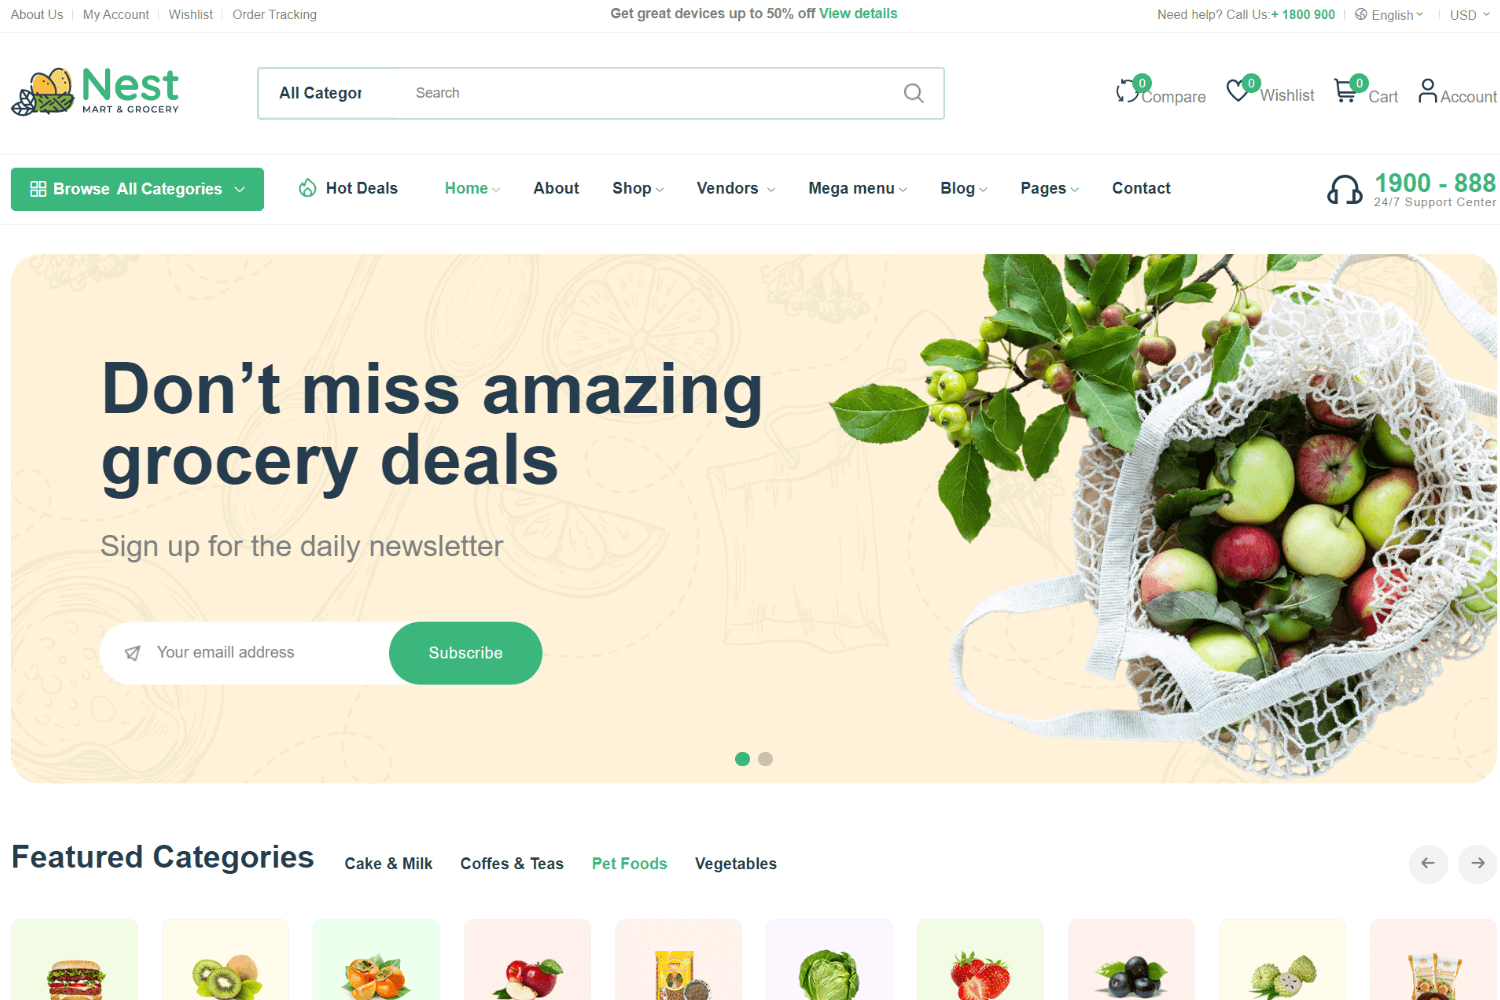 About Us
My Account
Wishlist
Order Tracking
Get great devices up to 50% off View details
Need help? Call Us:+ 1800 900
English
USD
Nest
MART & GROCERY
All Categor
Search
0
Compare
0
Wishlist
0
Cart
Account
Browse All Categories
Hot Deals
Home
About
Shop
Vendors
Mega menu
Blog
Pages
Contact
1900 - 888
24/7 Support Center
Don’t miss amazing
grocery deals
Sign up for the daily newsletter
Your emaill address
Subscribe
Featured Categories
Cake & Milk
Coffes & Teas
Pet Foods
Vegetables